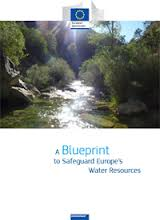 A Blueprint
to Safeguard Europe's
Water Resources